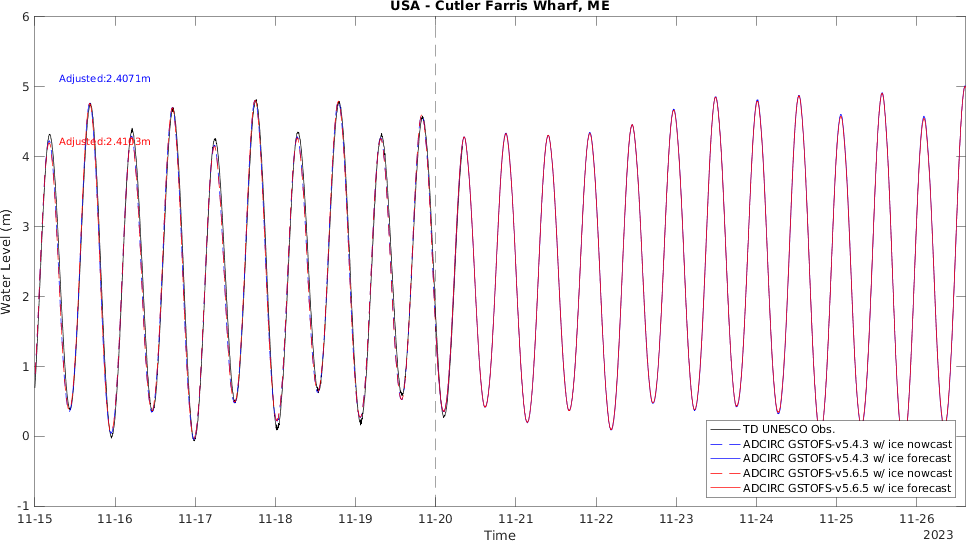 USA - Cutler Farris Wharf, ME
6
5
4
3
2
1
0
-1
Water Level (m)
Adjusted:2.4071m
Adjusted:2.4193m
TD UNESCO Obs.
ADCIRC GSTOFS-v5.4.3 w/ ice nowcast
ADCIRC GSTOFS-v5.4.3 w/ ice forecast
ADCIRC GSTOFS-v5.6.5 w/ ice nowcast
ADCIRC GSTOFS-v5.6.5 w/ ice forecast
11-15 11-16 11-17 11-18 11-19 11-20 11-21 11-22 11-23 11-24 11-25 11-26
Time
2023